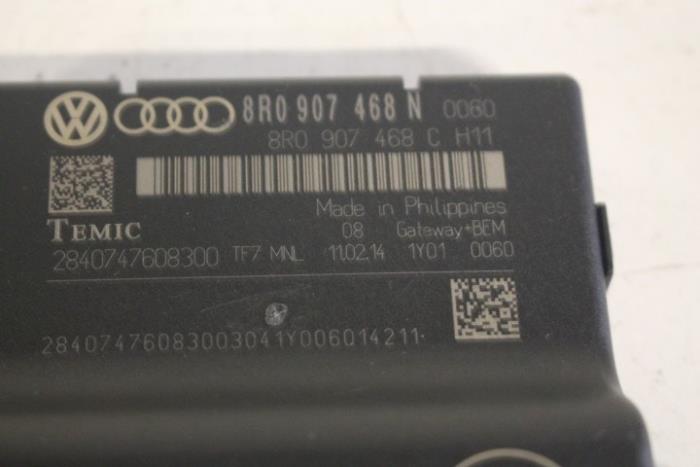 8R0 907 468 N 0060
8R0 907 468 C H11
Made in Philippines
TEMIC 08 Gateway+BEM
2840747608300 TF7 MNL 11.02.14 1Y01 0060
28407476083003041Y006014211